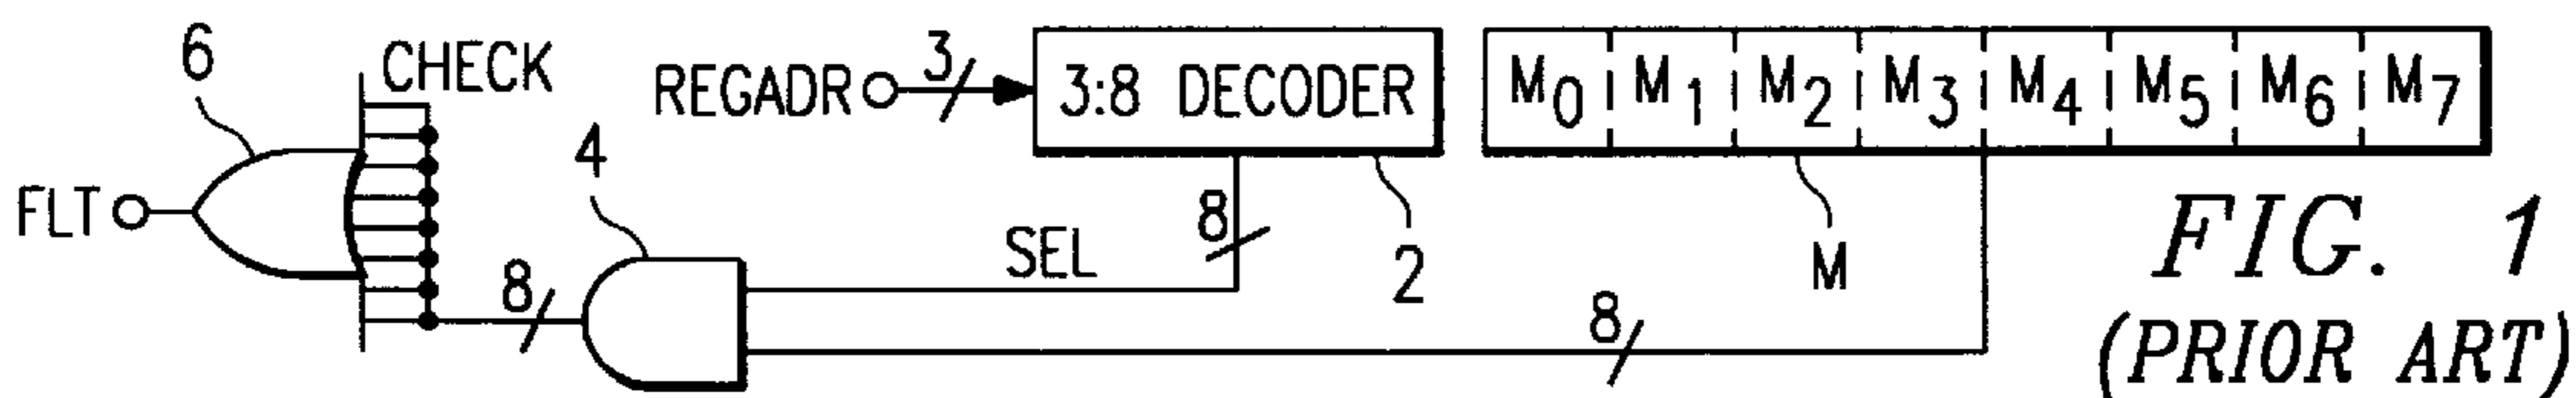 6
CHECK
REGADR
3
3:8 DECODER
M0 M1 M2 M3 M4 M5 M6 M7
4
FLT
8
SEL
8
2
M
8
FIG. 1
(PRIOR ART)